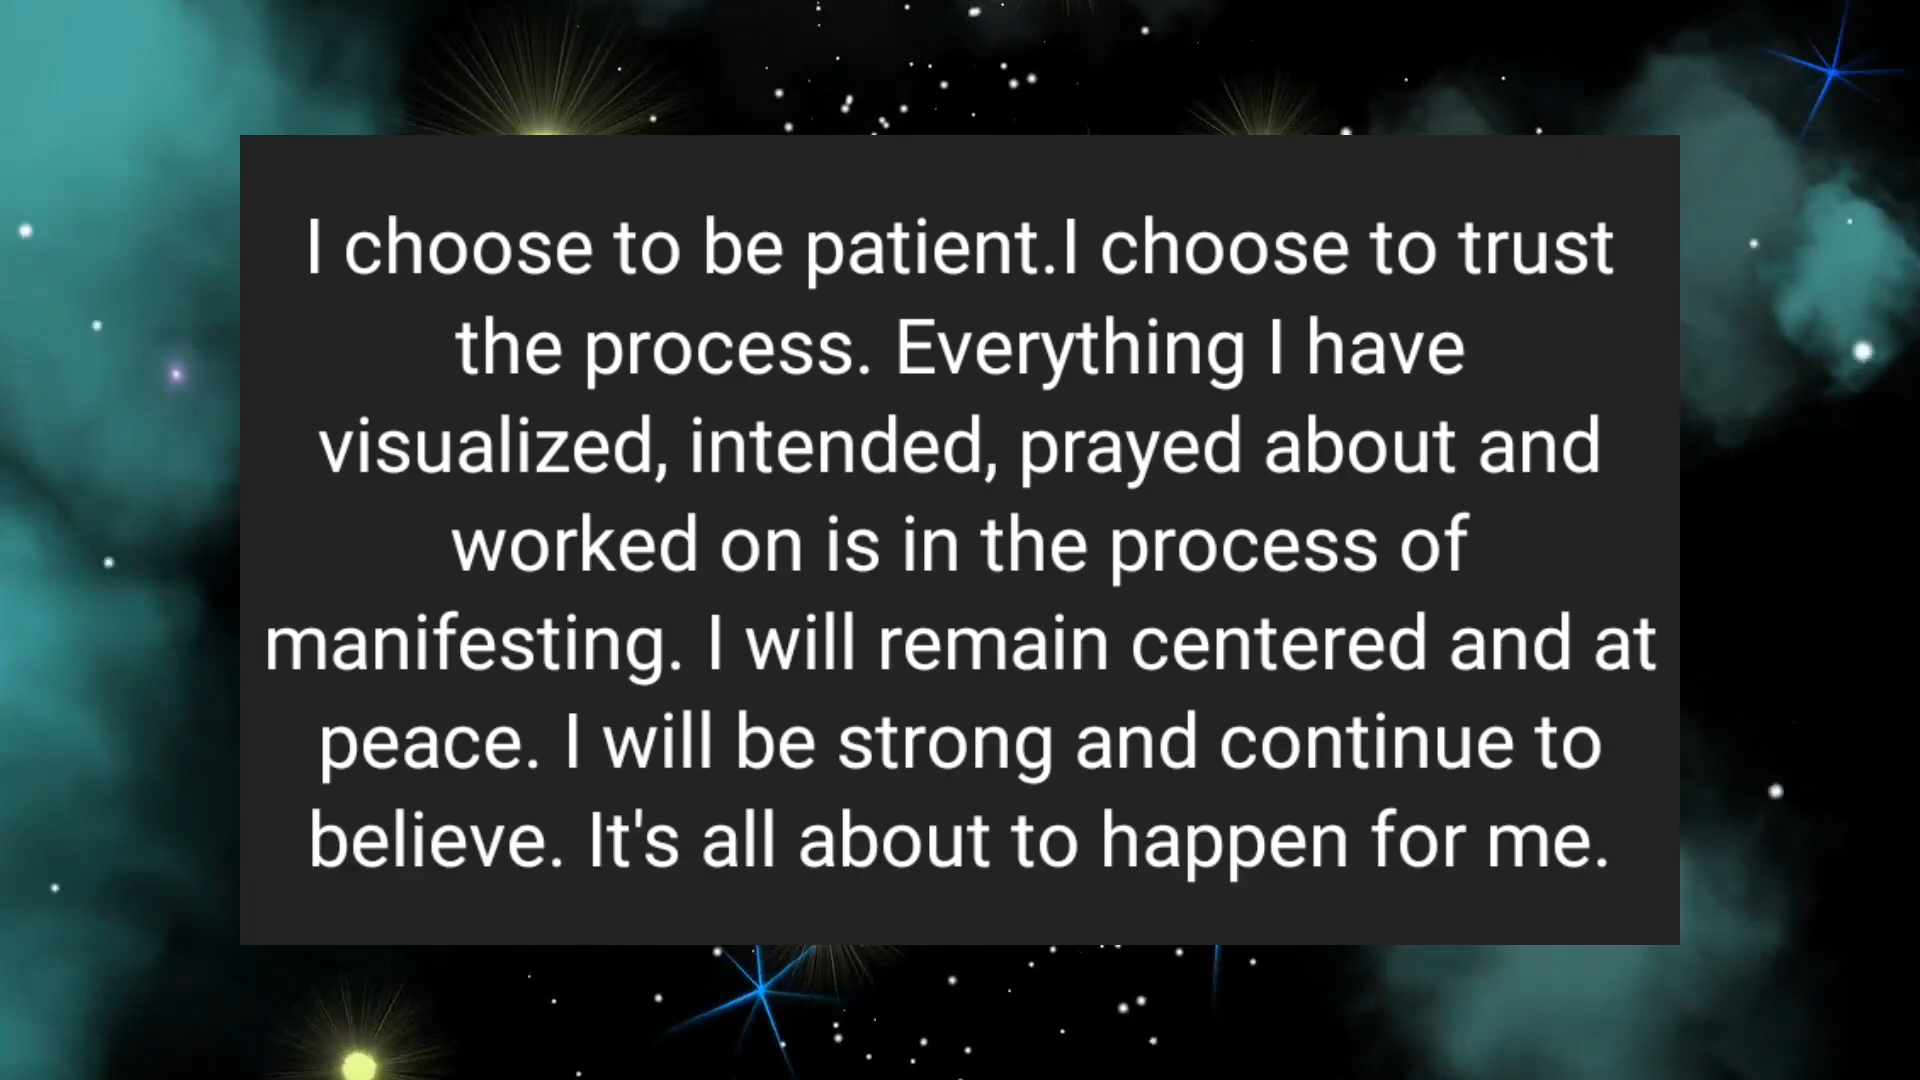 I choose to be patient.I choose to trust
the process. Everything I have
visualized, intended, prayed about and
worked on is in the process of
manifesting. I will remain centered and at
peace. I will be strong and continue to
believe. It's all about to happen for me.